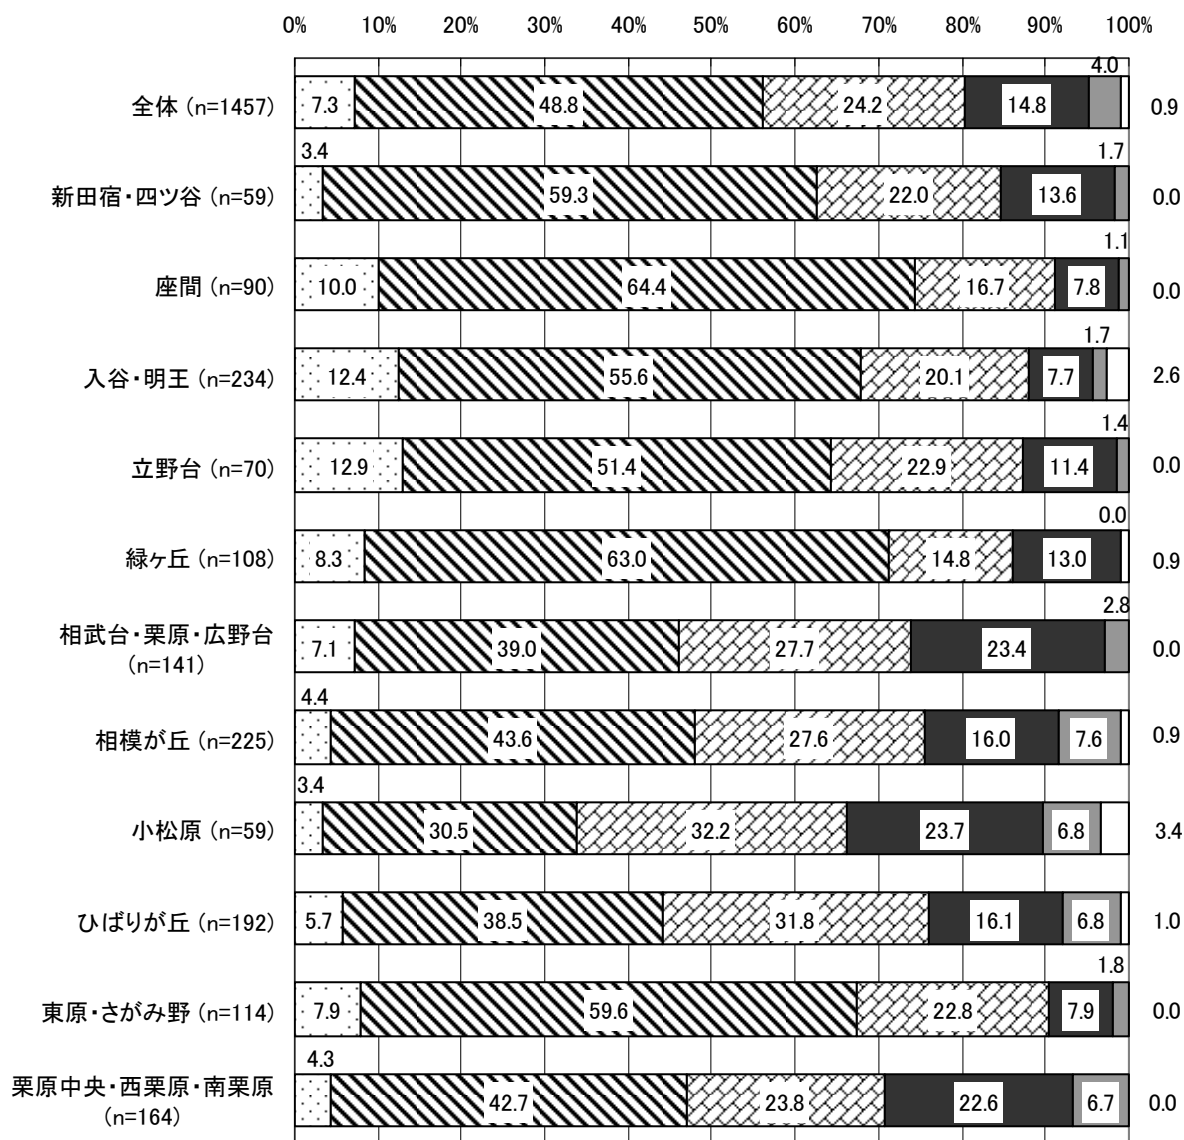 0% 10% 20% 30% 40% 50% 60% 70% 80% 90% 100%
4.0
全体 (n=1457) 7.3 48.8 24.2 14.8 0.9
3.4 1.7
新田宿・四ツ谷 (n=59) 59.3 22.0 13.6 0.0
1.1
座間 (n=90) 10.0 64.4 16.7 7.8 0.0
1.7
入谷・明王 (n=234) 12.4 55.6 20.1 7.7 2.6
1.4
立野台 (n=70) 12.9 51.4 22.9 11.4 0.0
0.0
緑ヶ丘 (n=108) 8.3 63.0 14.8 13.0 0.9
2.8
相武台・栗原・広野台
(n=141) 7.1 39.0 27.7 23.4 0.0
4.4
相模が丘 (n=225) 43.6 27.6 16.0 7.6 0.9
3.4
小松原 (n=59) 30.5 32.2 23.7 6.8 3.4
ひばりが丘 (n=192) 5.7 38.5 31.8 16.1 6.8 1.0
1.8
東原・さがみ野 (n=114) 7.9 59.6 22.8 7.9 0.0
4.3
栗原中央・西栗原・南栗原
(n=164) 42.7 23.8 22.6 6.7 0.0